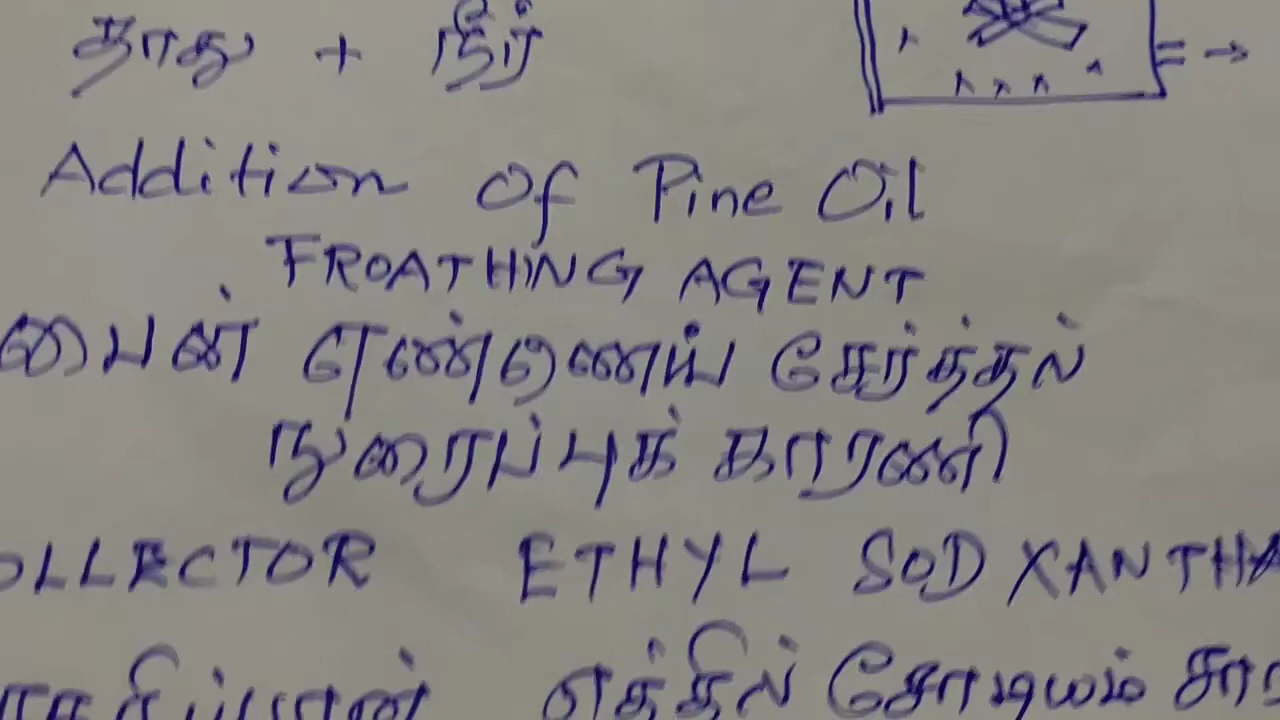 தாது + நீர்
Addition Of Pine Oil
FROATHING AGENT
பைன் எண்ணெய் சேர்த்தல்
நுரைப்புக் காரணி
OLLECTOR ETHYL SOD XANTHA
எத்தில் சோடியம்